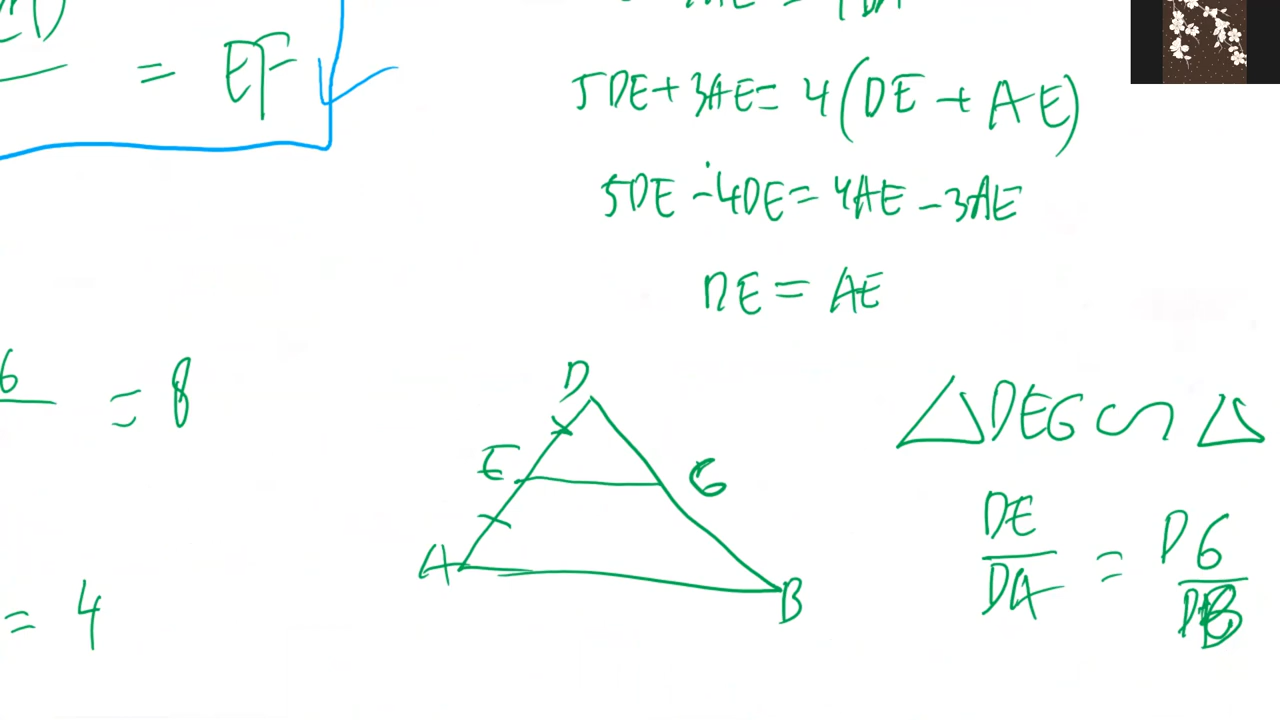 = EF
5DE + 3AE = 4(DE + AE)
5DE - 4DE = 4AE - 3AE
DE = AE
6
= 8
D
E
G
A
B
△DEG ∽ △
DE/DA = DG/DB
= 4